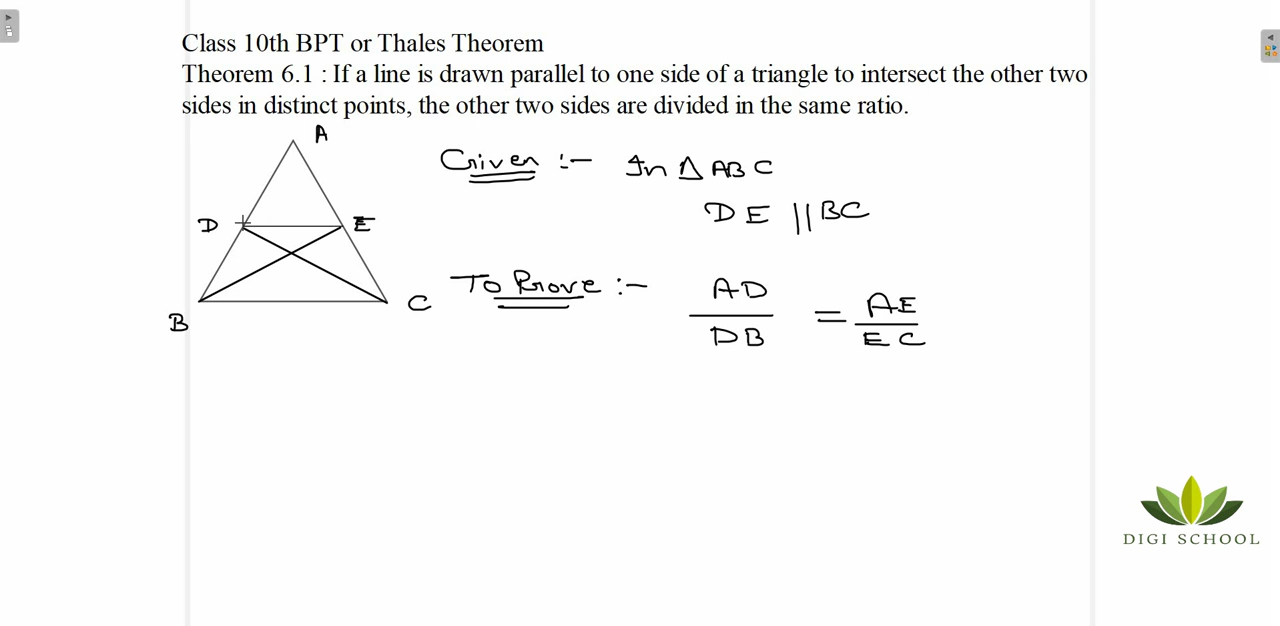 Class 10th BPT or Thales Theorem
Theorem 6.1 : If a line is drawn parallel to one side of a triangle to intersect the other two
sides in distinct points, the other two sides are divided in the same ratio.
A
Given :- In Δ ABC
D E
DE || BC
To Prove :- AD/DB = AE/EC
B C
DIGI SCHOOL